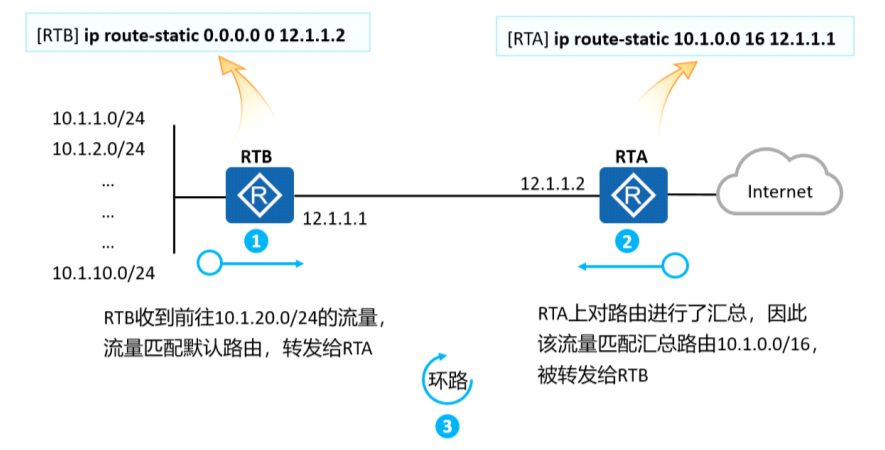 [RTB] ip route-static 0.0.0.0 0 12.1.1.2
[RTA] ip route-static 10.1.0.0 16 12.1.1.1
10.1.1.0/24
10.1.2.0/24
...
...
...
10.1.10.0/24
RTB
R
12.1.1.1
1
12.1.1.2
RTA
R
2
Internet
RTB收到前往10.1.20.0/24的流量，
流量匹配默认路由，转发给RTA
RTA上对路由进行了汇总，因此
该流量匹配汇总路由10.1.0.0/16，
被转发给RTB
环路
3